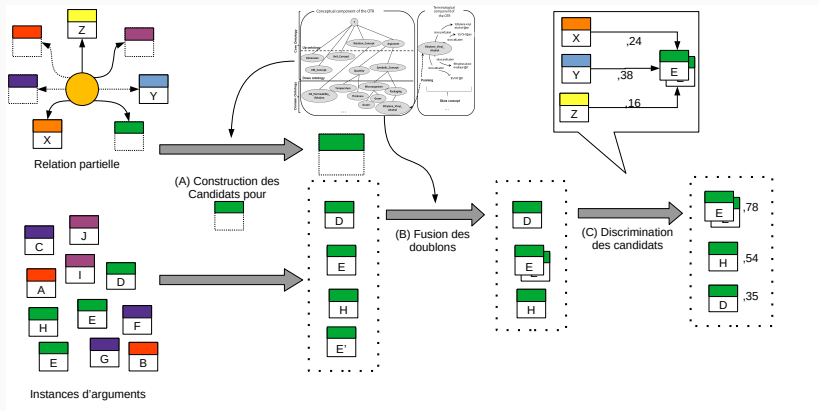 Z
Y
X
Relation partielle
Conceptual component of the OTR
Terminological
component of
the OTR
(A) Construction des
Candidats pour
C
J
I
A
D
H
E
F
E
G
B
Instances d'arguments
D
E
H
E'
(B) Fusion des
doublons
D
E
H
X
,24
Y
,38
Z
,16
E
(C) Discrimination
des candidats
E
,78
H
,54
D
,35